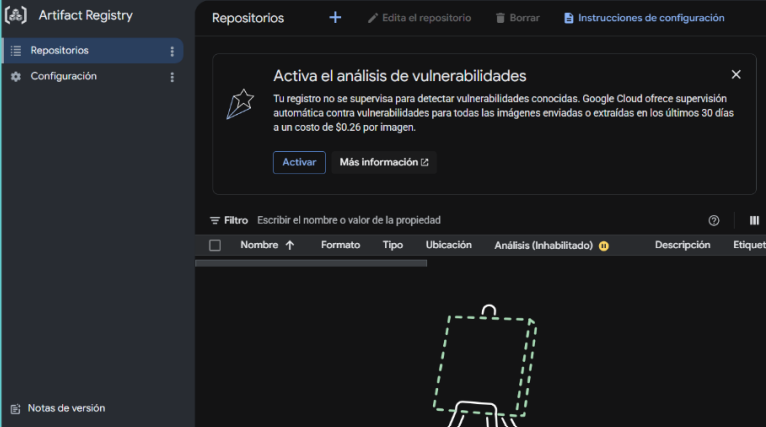 Artifact Registry
Repositorios
Configuración
Notas de versión
Repositorios
Edita el repositorio
Borrar
Instrucciones de configuración
Activa el análisis de vulnerabilidades
Tu registro no se supervisa para detectar vulnerabilidades conocidas. Google Cloud ofrece supervisión
automática contra vulnerabilidades para todas las imágenes enviadas o extraídas en los últimos 30 días
a un costo de $0.26 por imagen.
Activar
Más información
Filtro Escribir el nombre o valor de la propiedad
Nombre Formato Tipo Ubicación Análisis (Inhabilitado) Descripción Etiquet